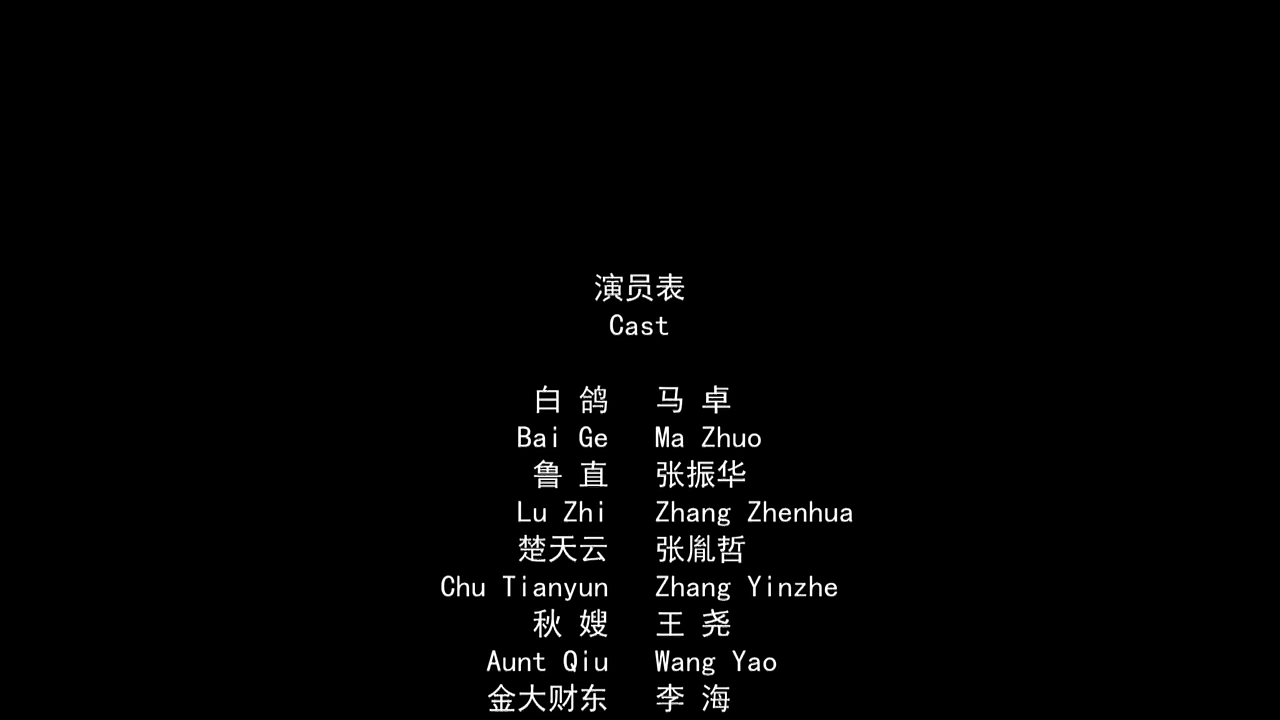 演员表
Cast
白 鸽 马 卓
Bai Ge Ma Zhuo
鲁 直 张振华
Lu Zhi Zhang Zhenhua
楚天云 张胤哲
Chu Tianyun Zhang Yinzhe
秋 嫂 王 尧
Aunt Qiu Wang Yao
金大财东 李 海